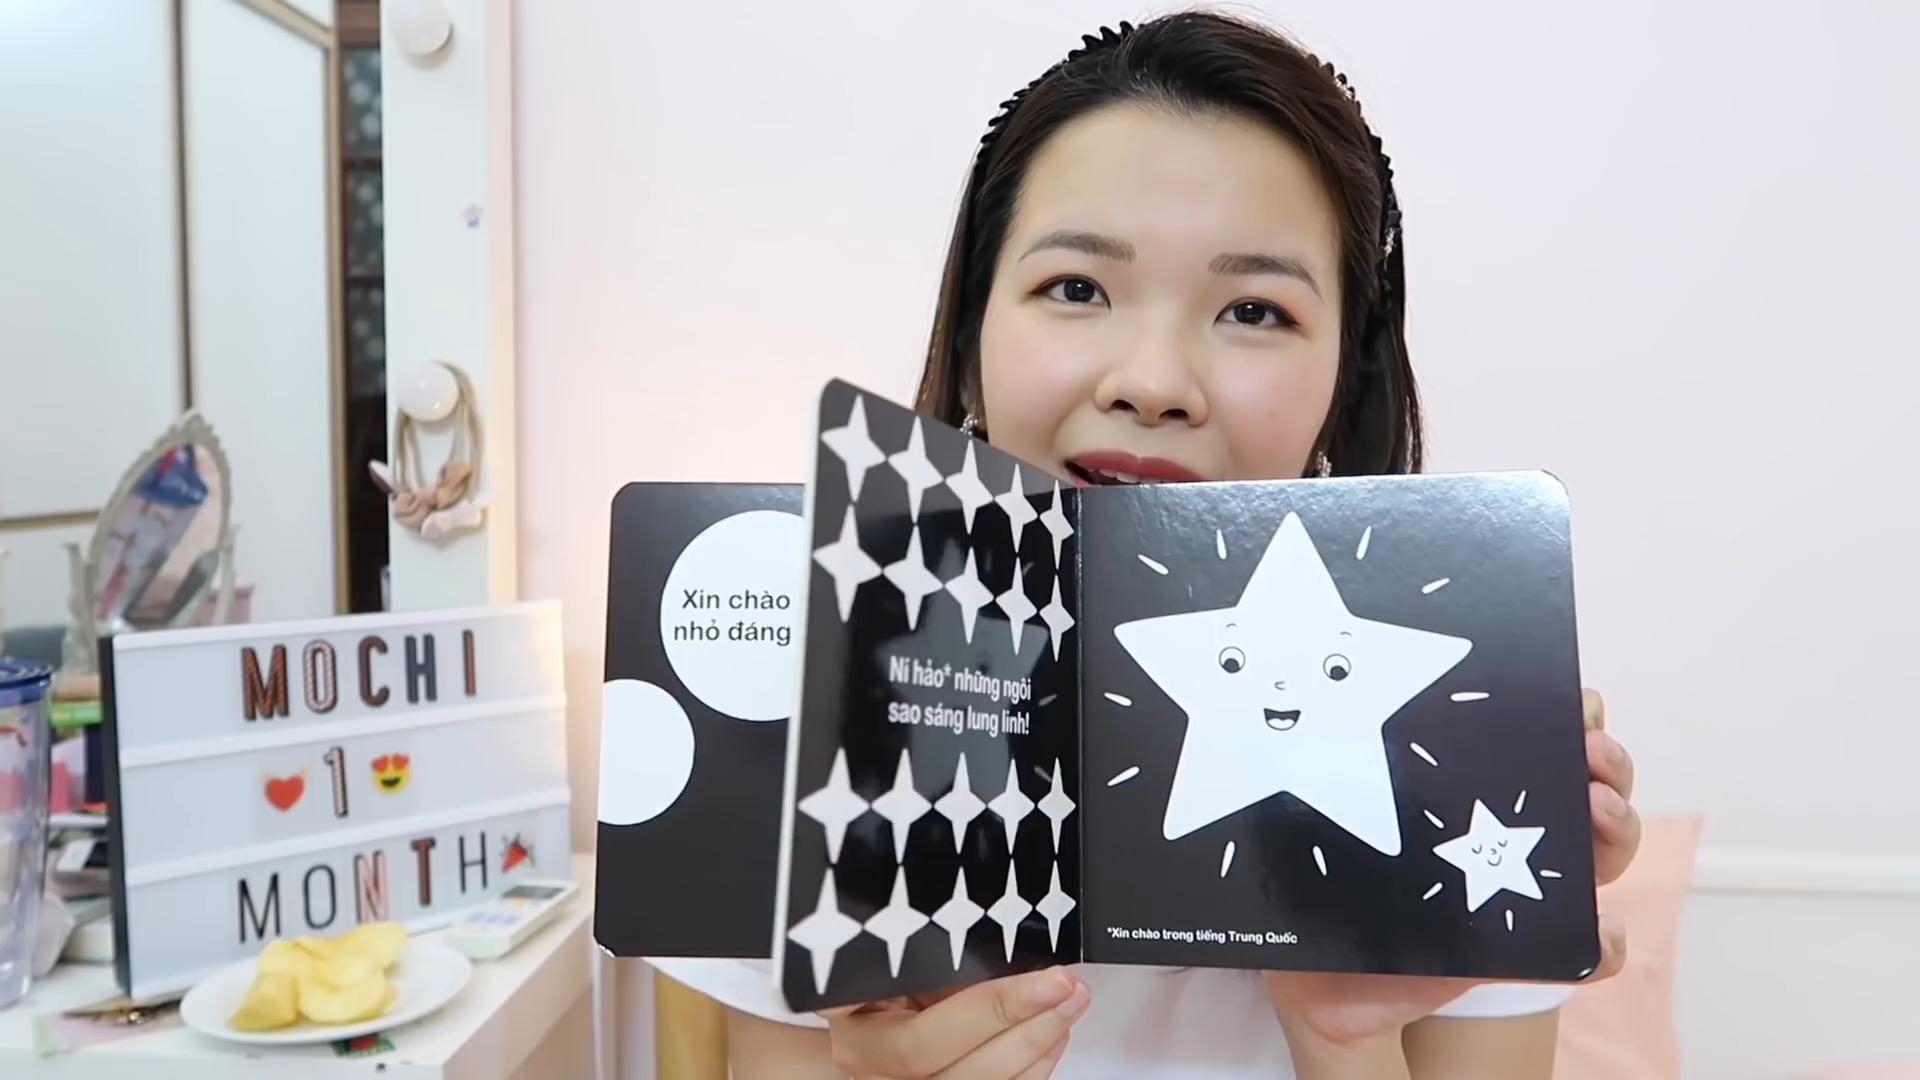 MOCHI
❤️ 1 😍
MONTH🎉
Xin chào
nhỏ đáng
Ní hảo* những ngôi
sao sáng lung linh!
*Xin chào trong tiếng Trung Quốc